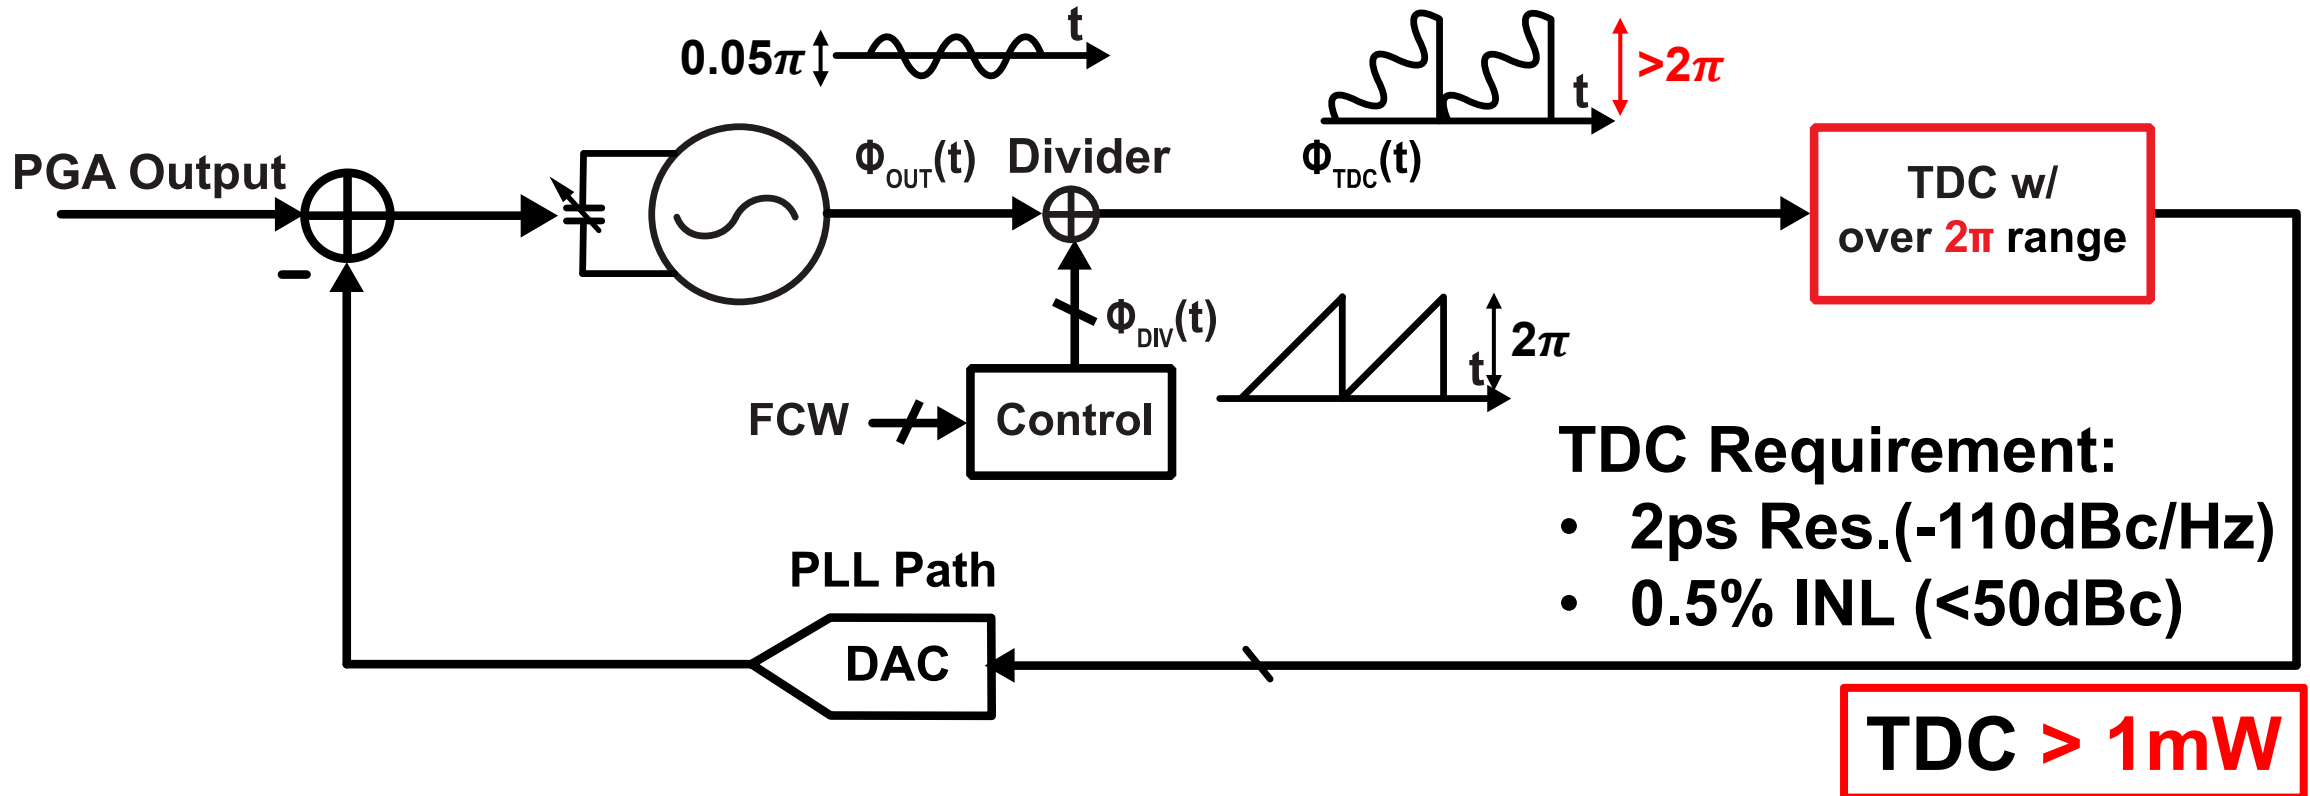 0.05π
t
>2π
t
PGA Output
Φ_OUT(t)
Divider
Φ_TDC(t)
TDC w/
over 2π range
–
Φ_DIV(t)
2π
t
FCW
Control
TDC Requirement:
• 2ps Res.(-110dBc/Hz)
• 0.5% INL (<50dBc)
PLL Path
DAC
TDC > 1mW